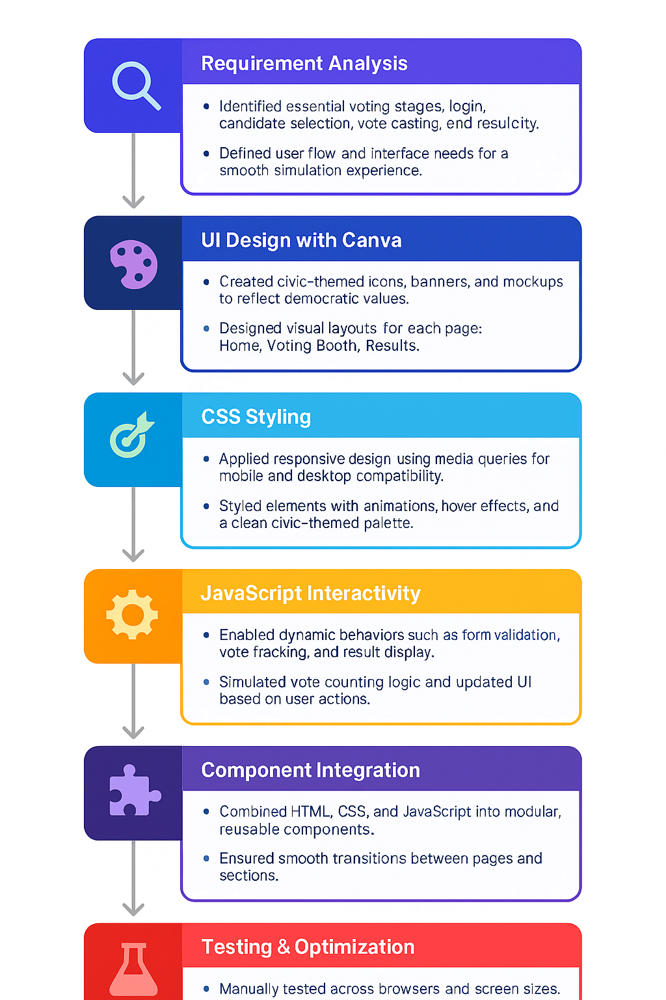 Requirement Analysis
• Identified essential voting stages, login,
candidate selection, vote casting, end resulcity.
• Defined user flow and interface needs for a
smooth simulation experience.
UI Design with Canva
• Created civic-themed icons, banners, and mockups
to reflect democratic values.
• Designed visual layouts for each page:
Home, Voting Booth, Results.
CSS Styling
• Applied responsive design using media queries for
mobile and desktop compatibility.
• Styled elements with animations, hover effects, and
a clean civic-themed palette.
JavaScript Interactivity
• Enabled dynamic behaviors such as form validation,
vote fracking, and result display.
• Simulated vote counting logic and updated UI
based on user actions.
Component Integration
• Combined HTML, CSS, and JavaScript into modular,
reusable components.
• Ensured smooth transitions between pages and
sections.
Testing & Optimization
• Manually tested across browsers and screen sizes.